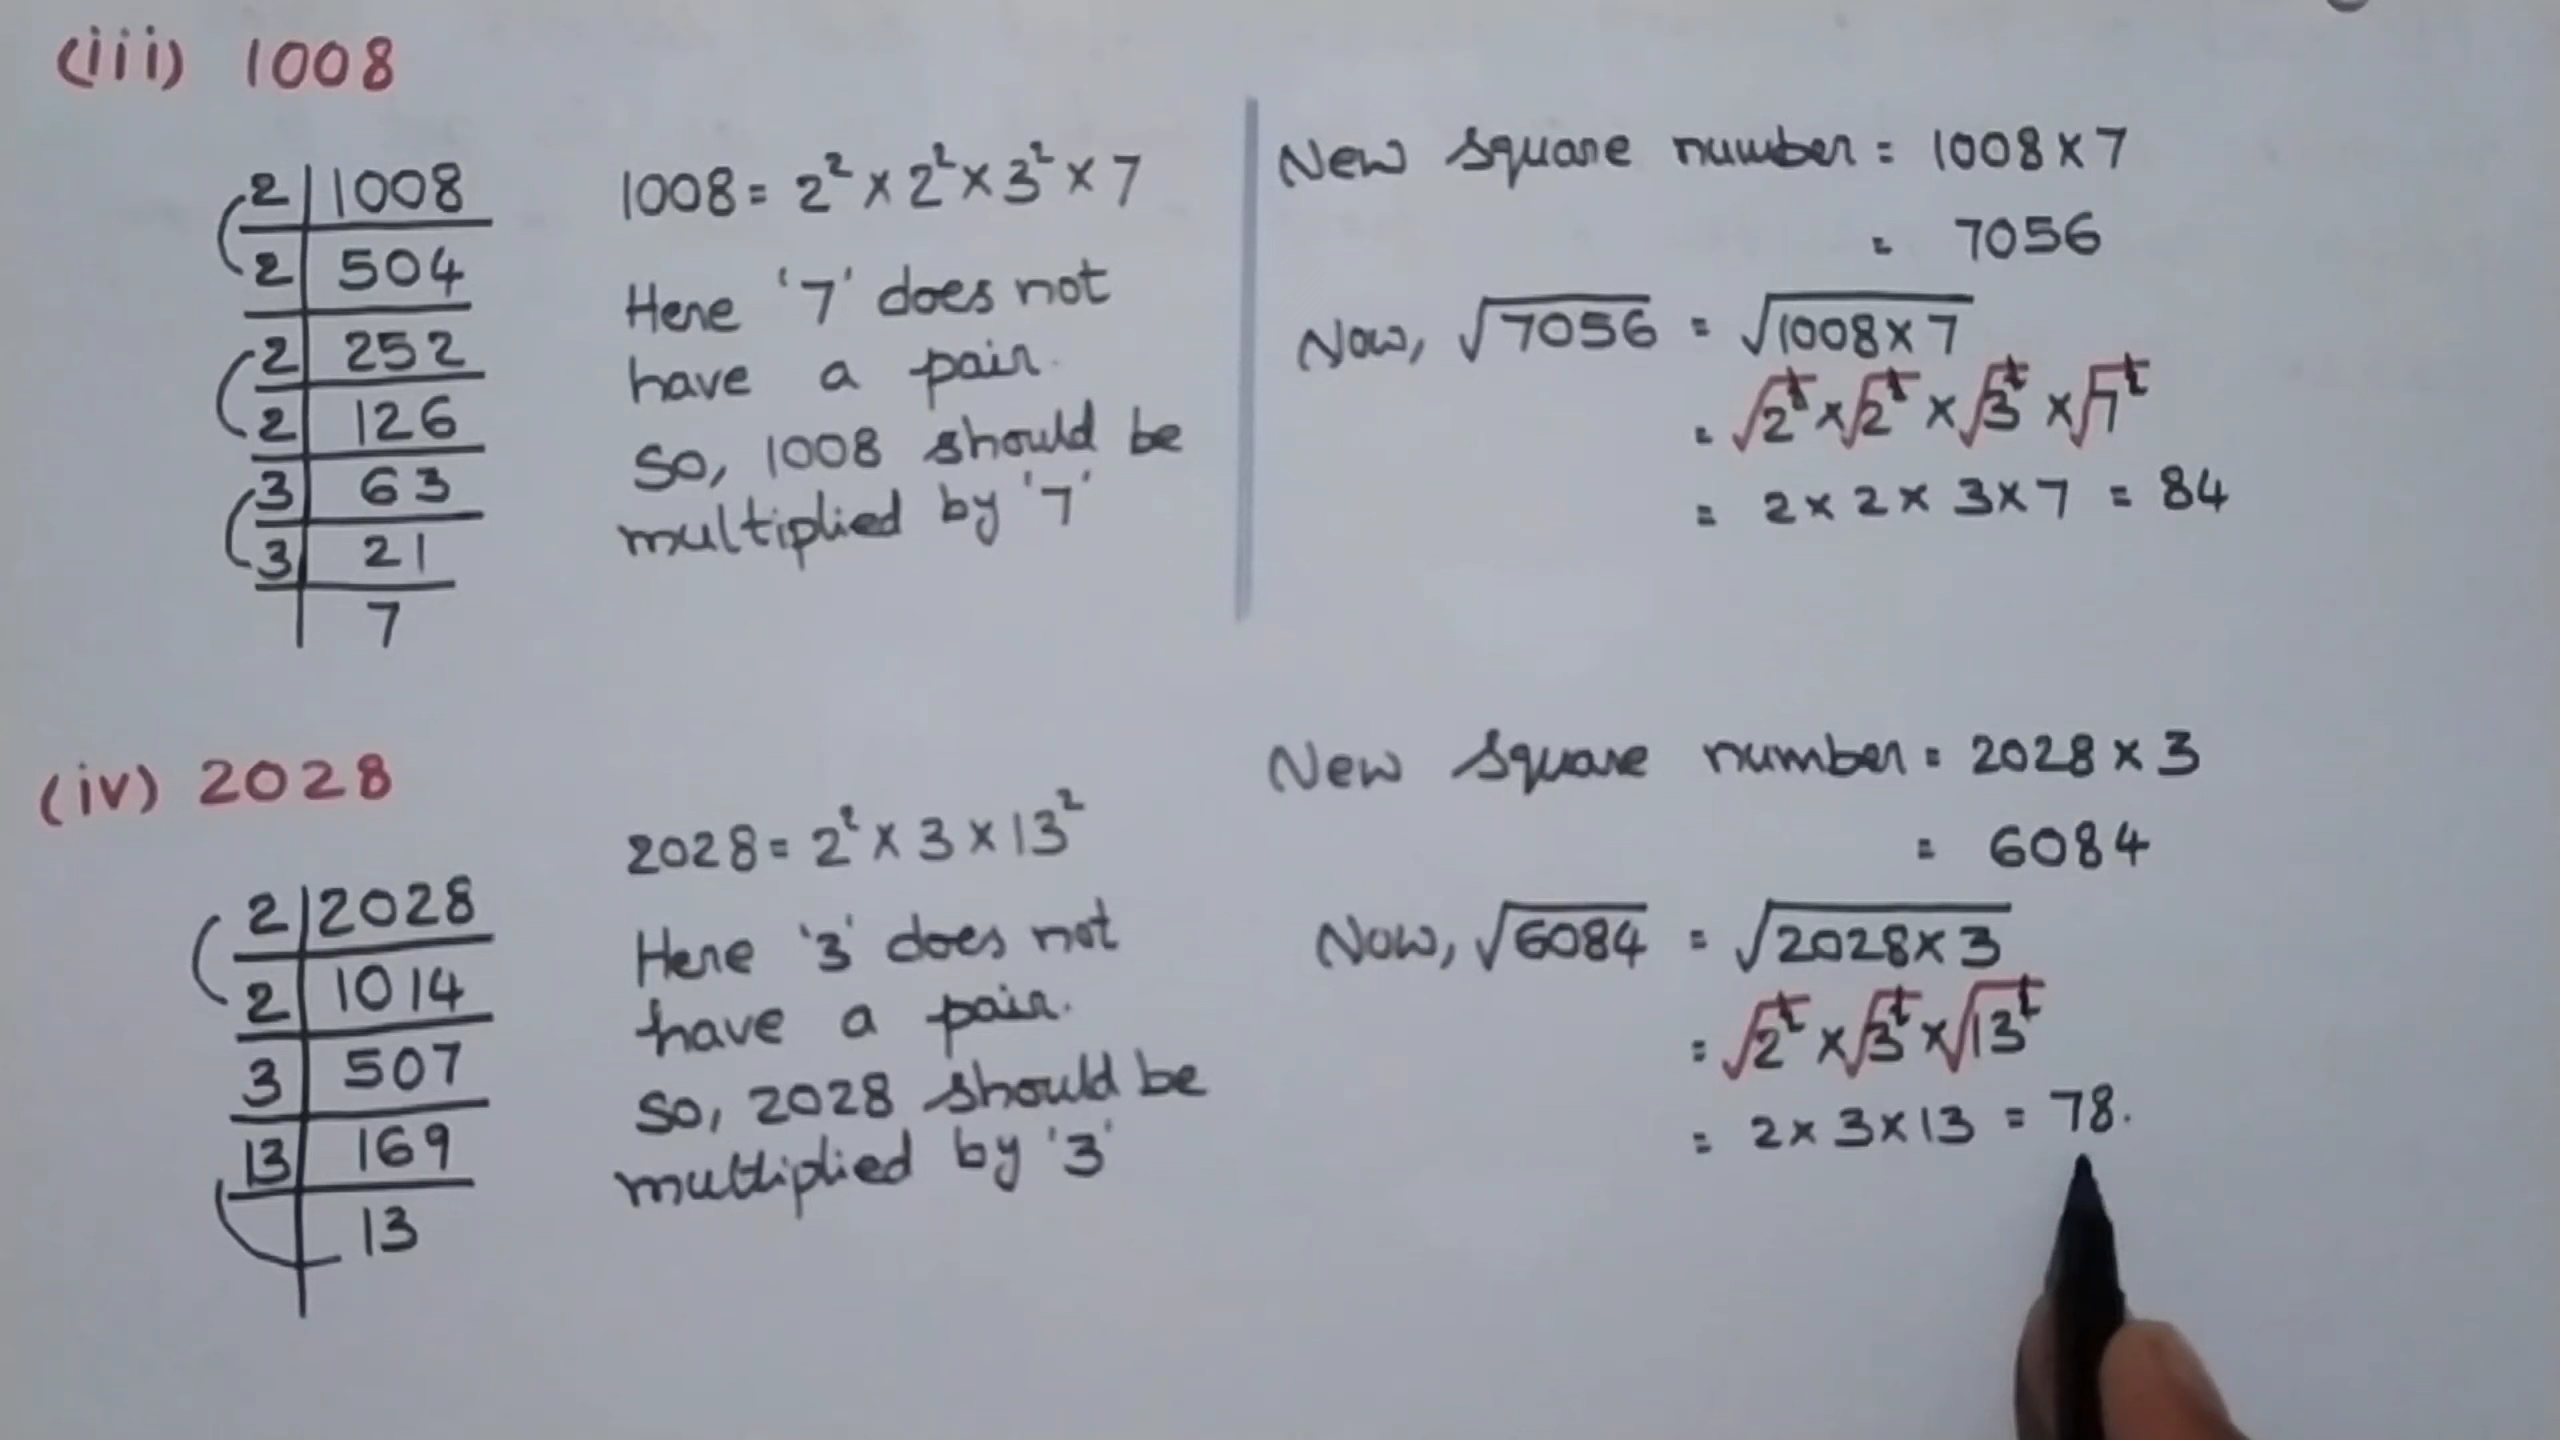 (iii) 1008
2 | 1008
2 | 504
2 | 252
2 | 126
3 | 63
3 | 21
7
1008 = 2² × 2² × 3² × 7
Here '7' does not
have a pair.
So, 1008 should be
multiplied by '7'
New square number = 1008 × 7
= 7056
Now, √7056 = √1008×7
= √2² × √2² × √3² × √7²
= 2 × 2 × 3 × 7 = 84
(iv) 2028
2 | 2028
2 | 1014
3 | 507
13 | 169
13
2028 = 2² × 3 × 13²
Here '3' does not
have a pair.
So, 2028 should be
multiplied by '3'
New square number = 2028 × 3
= 6084
Now, √6084 = √2028×3
= √2² × √3² × √13²
= 2 × 3 × 13 = 78.